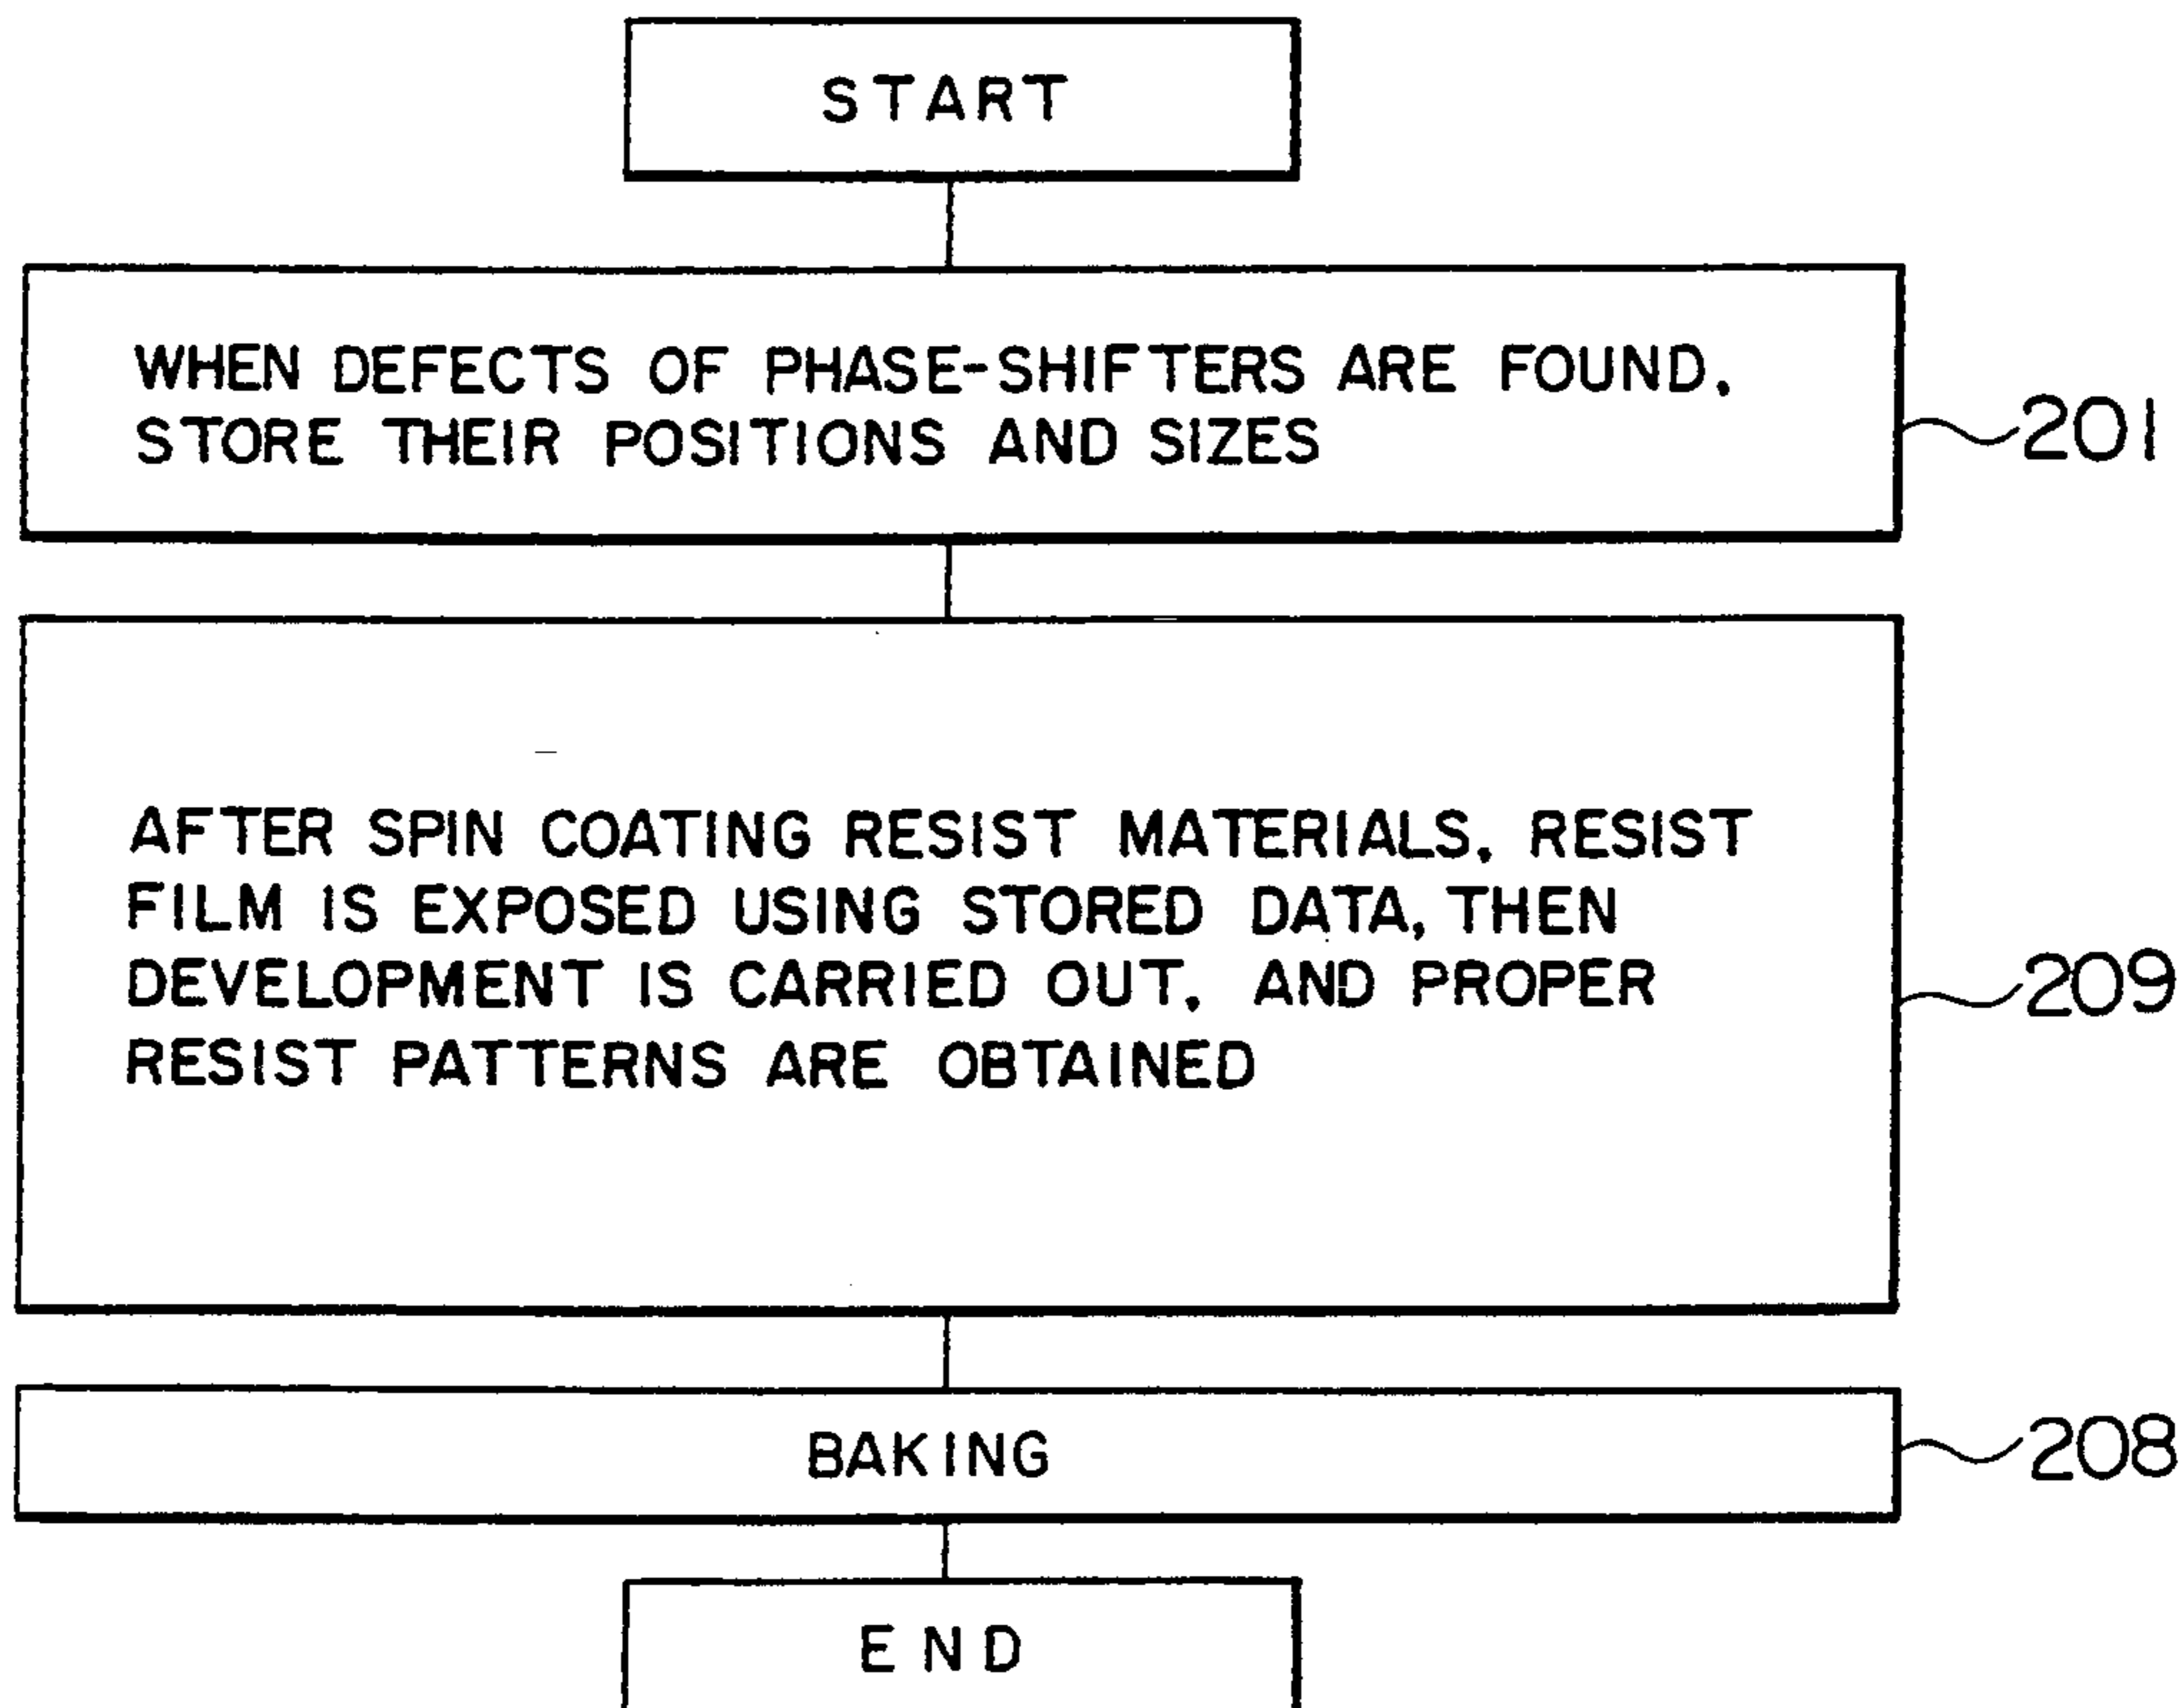 START
WHEN DEFECTS OF PHASE-SHIFTERS ARE FOUND,
STORE THEIR POSITIONS AND SIZES
201
AFTER SPIN COATING RESIST MATERIALS, RESIST
FILM IS EXPOSED USING STORED DATA, THEN
DEVELOPMENT IS CARRIED OUT, AND PROPER
RESIST PATTERNS ARE OBTAINED
209
BAKING
208
END